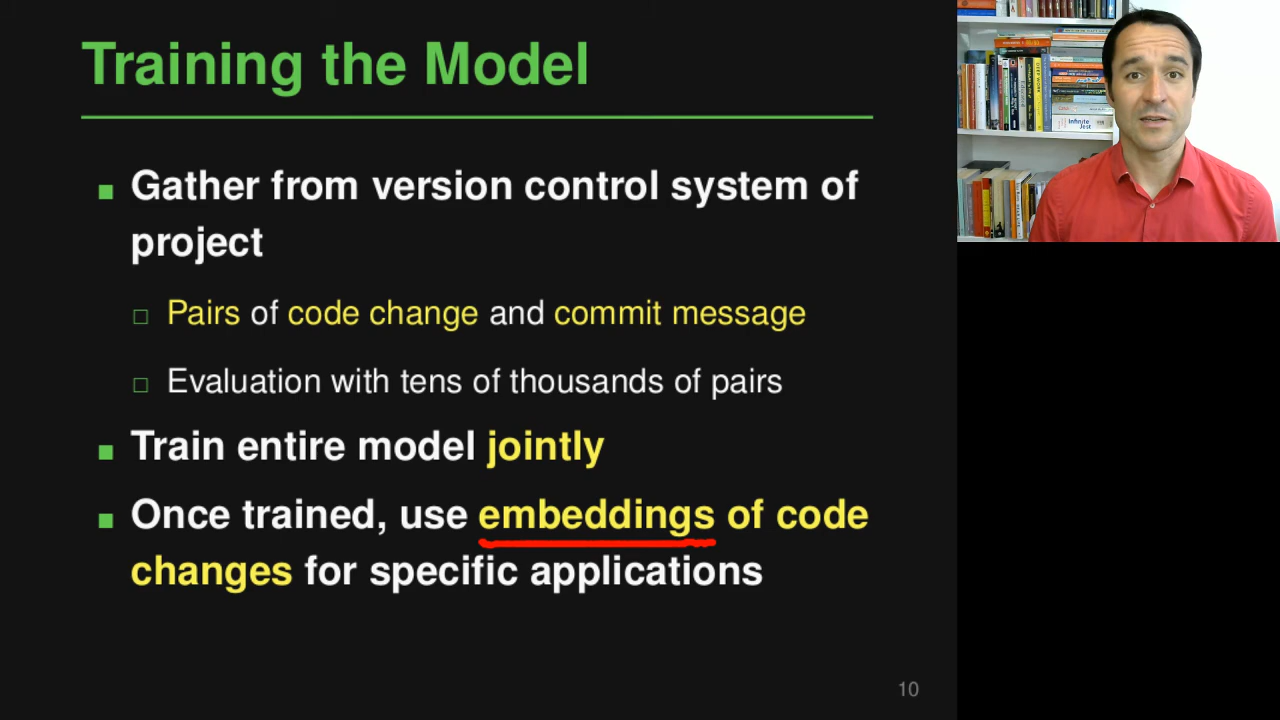 Training the Model
Gather from version control system of
project
Pairs of code change and commit message
Evaluation with tens of thousands of pairs
Train entire model jointly
Once trained, use embeddings of code
changes for specific applications
10
Infinite
Jest